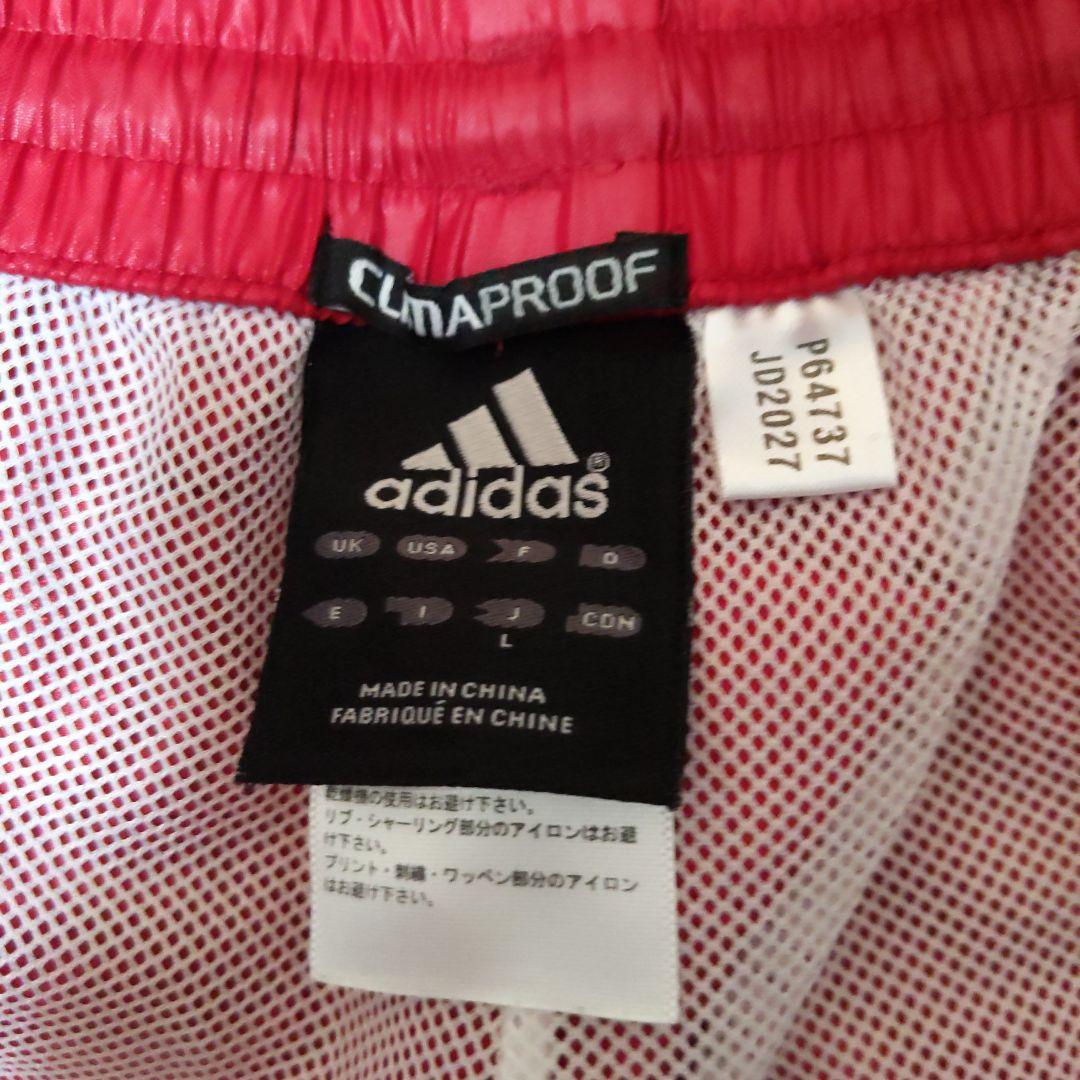 CLIMAPROOF
adidas®
UK USA F D
E I J CDN
L
MADE IN CHINA
FABRIQUÉ EN CHINE
P64737
JD2027
乾燥機の使用はお避け下さい。
リブ・シャーリング部分のアイロンはお避
け下さい。
プリント・刺繍・ワッペン部分のアイロン
はお避け下さい。